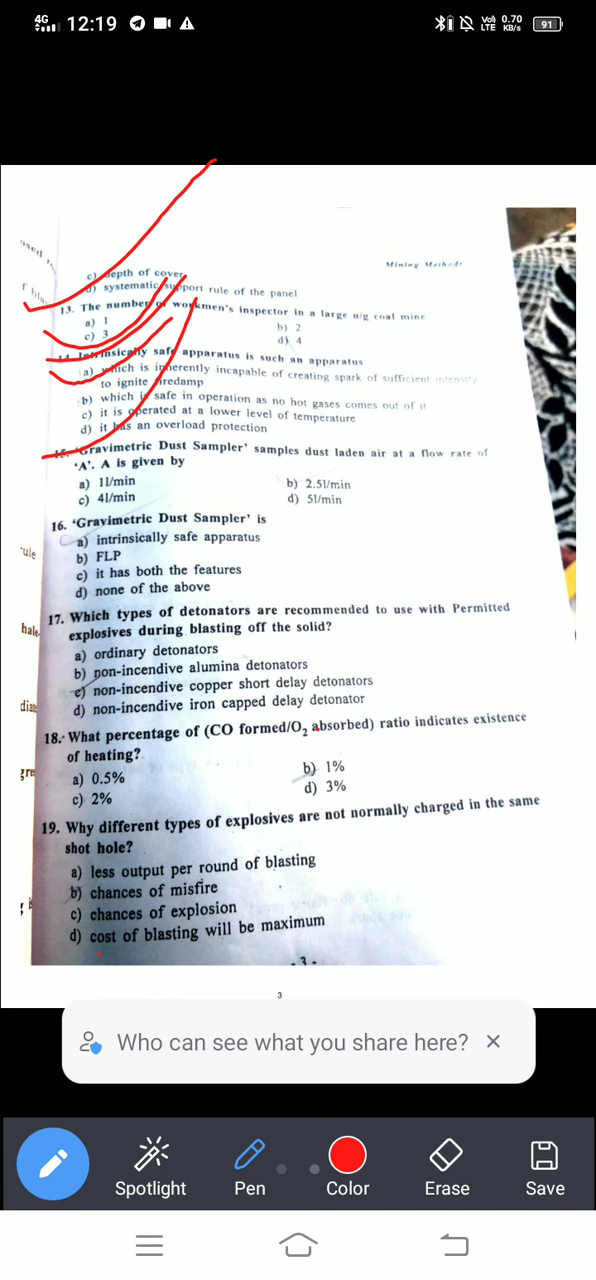 4G 12:19 Vo) LTE 0.70 KB/s 91
Mining Methods
c) depth of cover
d) systematic support rule of the panel
13. The number of workmen's inspector in a large u/g coal mine
a) 1 b) 2
c) 3 d) 4
14. Intrinsically safe apparatus is such an apparatus
a) which is inherently incapable of creating spark of sufficient intensity
to ignite firedamp
b) which is safe in operation as no hot gases comes out of it
c) it is operated at a lower level of temperature
d) it has an overload protection
15. 'Gravimetric Dust Sampler' samples dust laden air at a flow rate of
'A'. A is given by
a) 1l/min b) 2.5l/min
c) 4l/min d) 5l/min
16. 'Gravimetric Dust Sampler' is
a) intrinsically safe apparatus
b) FLP
c) it has both the features
d) none of the above
17. Which types of detonators are recommended to use with Permitted
explosives during blasting off the solid?
a) ordinary detonators
b) non-incendive alumina detonators
c) non-incendive copper short delay detonators
d) non-incendive iron capped delay detonator
18. What percentage of (CO formed/O₂ absorbed) ratio indicates existence
of heating?
a) 0.5% b) 1%
c) 2% d) 3%
19. Why different types of explosives are not normally charged in the same
shot hole?
a) less output per round of blasting
b) chances of misfire
c) chances of explosion
d) cost of blasting will be maximum
- 3 -
3
Who can see what you share here? ×
Spotlight Pen Color Erase Save